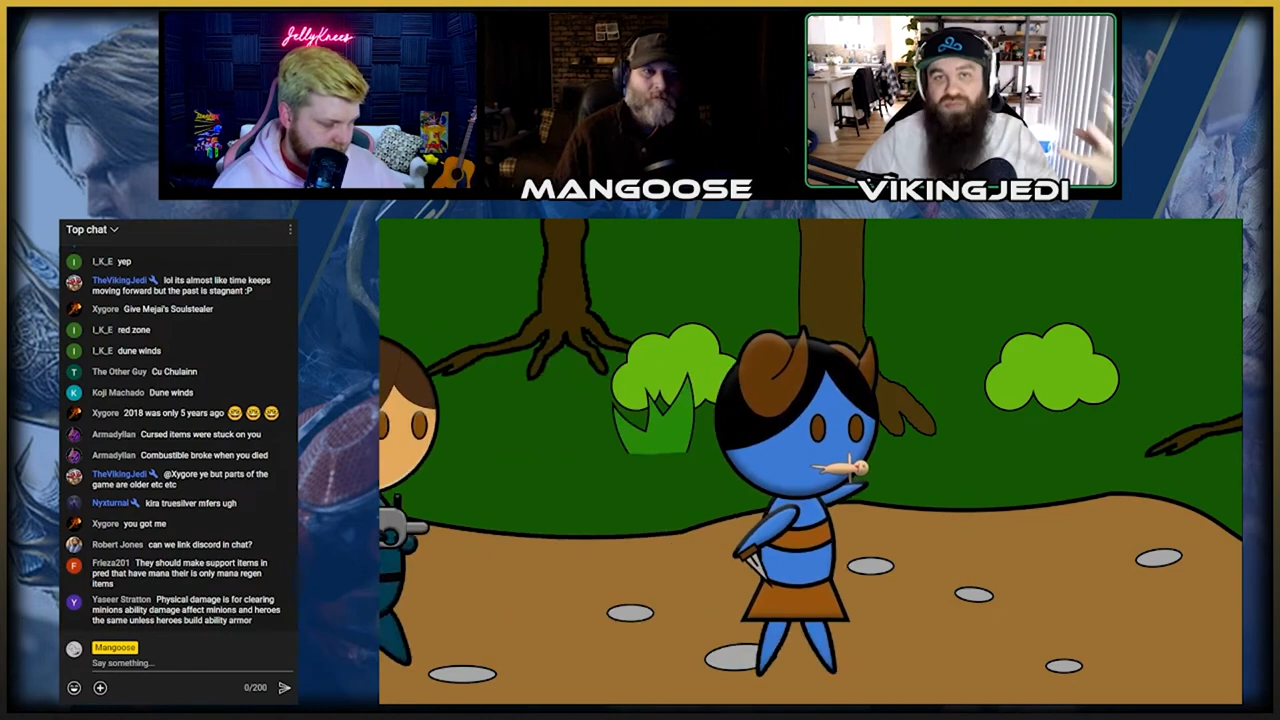 JellyKnees
MANGOOSE
VIKINGJEDI
Top chat
I_K_E yep
TheVikingJedi lol its almost like time keeps
moving forward but the past is stagnant :P
Xygore Give Mejai's Soulstealer
I_K_E red zone
I_K_E dune winds
The Other Guy Cu Chulainn
Koji Machado Dune winds
Xygore 2018 was only 5 years ago
Armadyllan Cursed items were stuck on you
Armadyllan Combustible broke when you died
TheVikingJedi @Xygore ye but parts of the
game are older etc etc
Nyxturnal kira truesilver mfers ugh
Xygore you got me
Robert Jones can we link discord in chat?
Frieza201 They should make support items in
pred that have mana their is only mana regen
items
Yaseer Stratton Physical damage is for clearing
minions ability damage affect minions and heroes
the same unless heroes build ability armor
Mangoose
Say something...
0/200